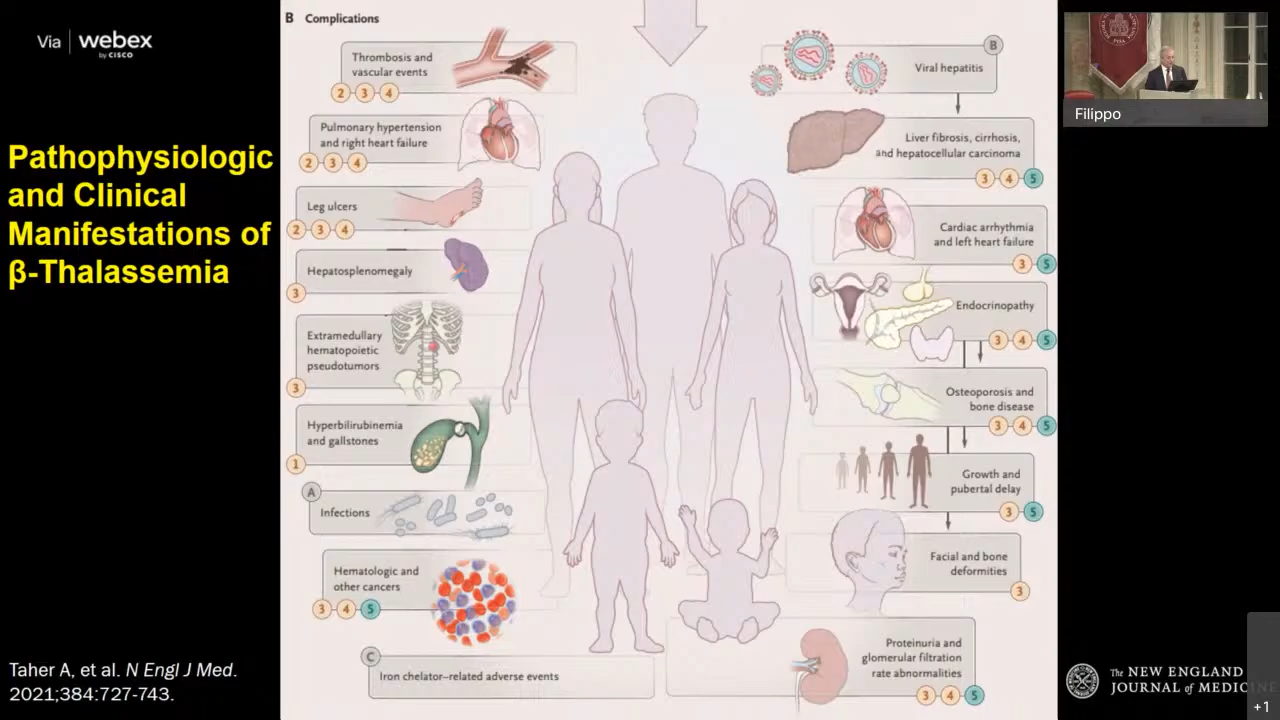 Via webex
by CISCO
Pathophysiologic
and Clinical
Manifestations of
β-Thalassemia
Taher A, et al. N Engl J Med.
2021;384:727-743.
B Complications
Thrombosis and
vascular events
2 3 4
Pulmonary hypertension
and right heart failure
2 3 4
Leg ulcers
2 3 4
Hepatosplenomegaly
3
Extramedullary
hematopoietic
pseudotumors
3
Hyperbilirubinemia
and gallstones
1
A
Infections
Hematologic and
other cancers
3 4 5
C
Iron chelator–related adverse events
B
Viral hepatitis
Liver fibrosis, cirrhosis,
and hepatocellular carcinoma
3 4 5
Cardiac arrhythmia
and left heart failure
3 5
Endocrinopathy
3 4 5
Osteoporosis and
bone disease
3 4 5
Growth and
pubertal delay
3 5
Facial and bone
deformities
3
Proteinuria and
glomerular filtration
rate abnormalities
3 4 5
Filippo
The NEW ENGLAND
JOURNAL of MEDICINE
+1